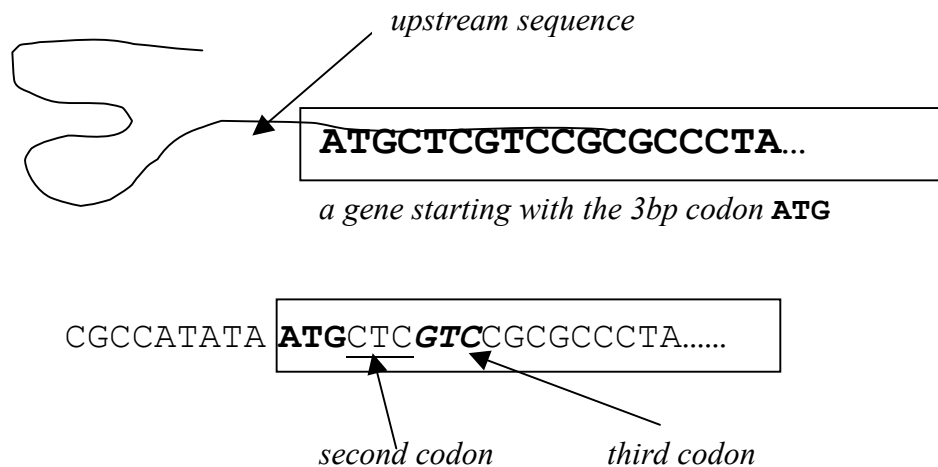 upstream sequence
ATGCTCGTCCGCGCCCTA...
a gene starting with the 3bp codon ATG
CGCCATATA ATGCTCGTCCGCGCCCTA......
second codon third codon